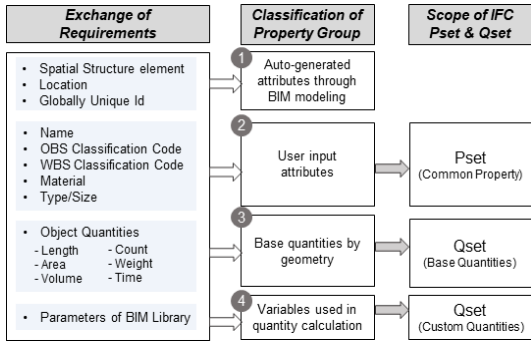 Exchange of
Requirements
Classification of
Property Group
Scope of IFC
Pset & Qset
• Spatial Structure element
• Location
• Globally Unique Id
1
Auto-generated
attributes through
BIM modeling
• Name
• OBS Classification Code
• WBS Classification Code
• Material
• Type/Size
2
User input
attributes
Pset
(Common Property)
• Object Quantities
- Length - Count
- Area - Weight
- Volume - Time
3
Base quantities by
geometry
Qset
(Base Quantities)
• Parameters of BIM Library
4
Variables used in
quantity calculation
Qset
(Custom Quantities)